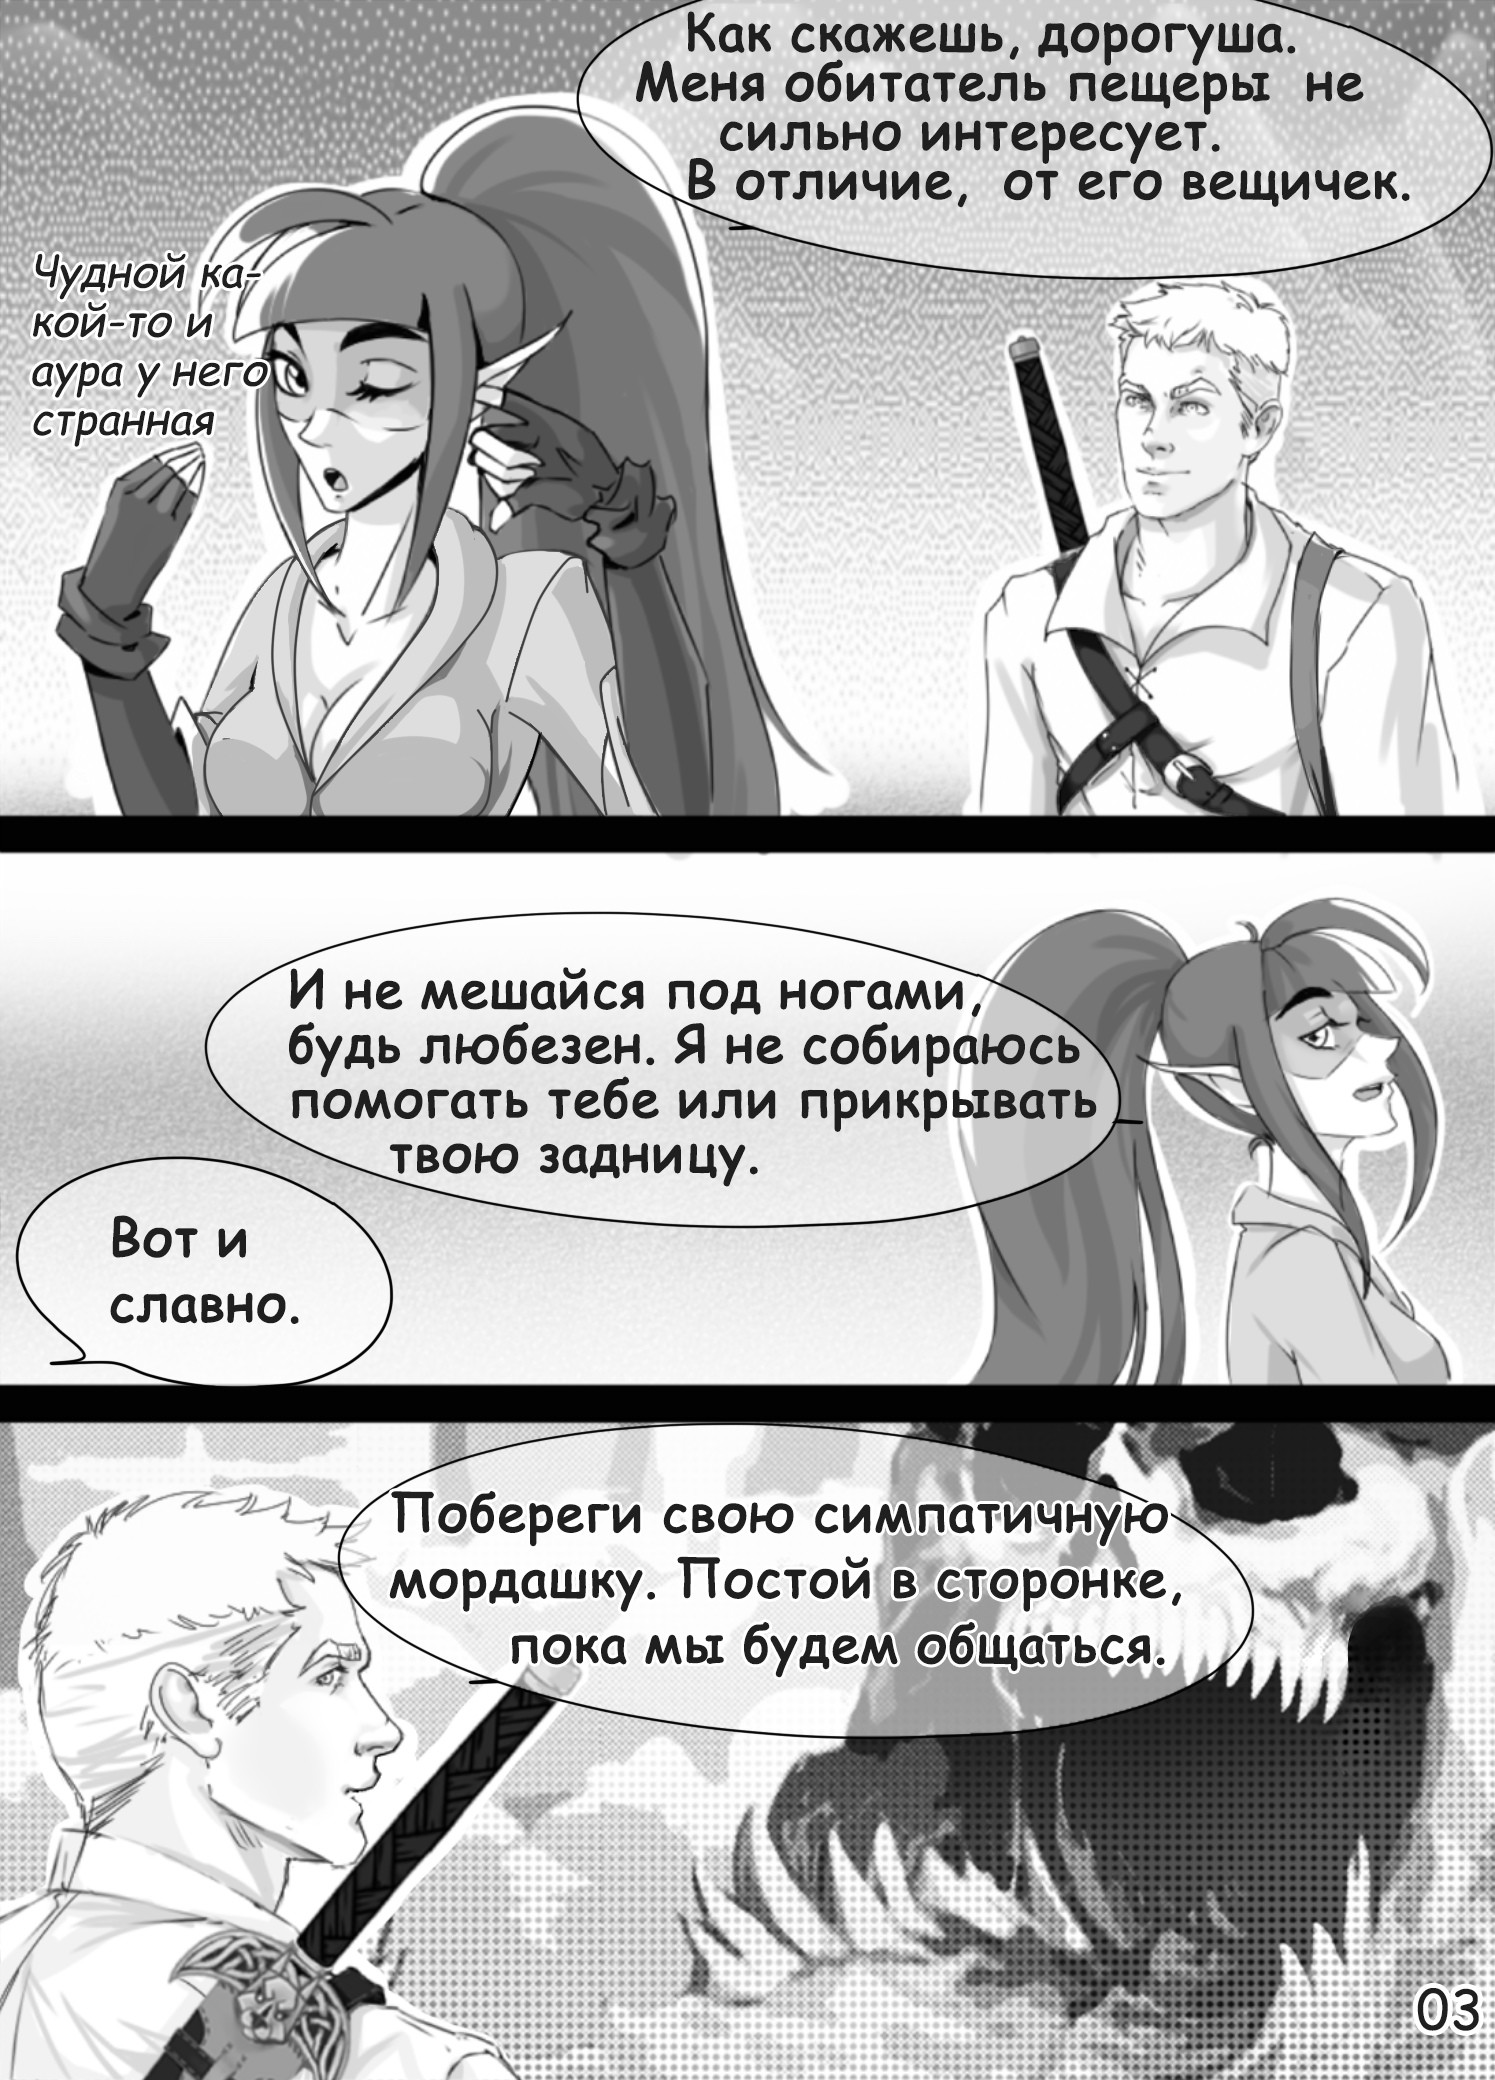 Как скажешь, дорогуша.
Меня обитатель пещеры не
сильно интересует.
В отличие, от его вещичек.
Чудной ка-
кой-то и
аура у него
странная
И не мешайся под ногами,
будь любезен. Я не собираюсь
помогать тебе или прикрывать
твою задницу.
Вот и
славно.
Побереги свою симпатичную
мордашку. Постой в сторонке,
пока мы будем общаться.
03